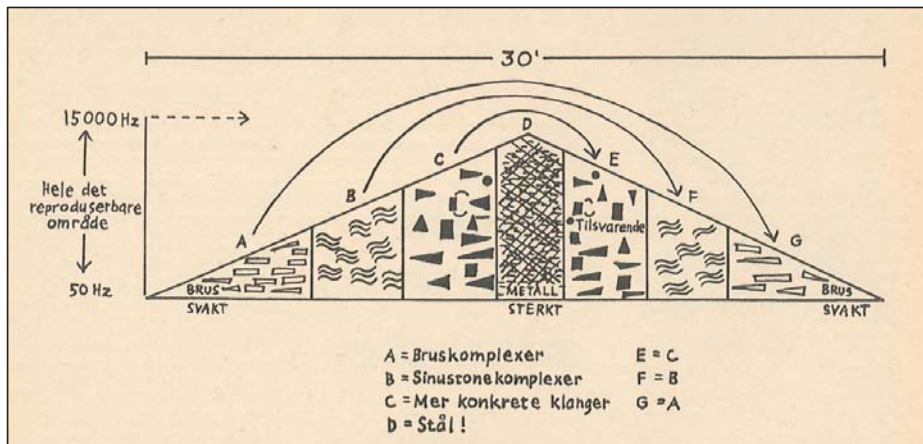 30'
15000 Hz
Hele det
reproduserbare
område
50 Hz
A
B
C
D
E
F
G
BRUS
METALL
Tilsvarende
BRUS
SVAKT
STERKT
SVAKT
A = Bruskomplexer
B = Sinustonekomplexer
C = Mer konkrete klanger
D = Stål!
E = C
F = B
G = A